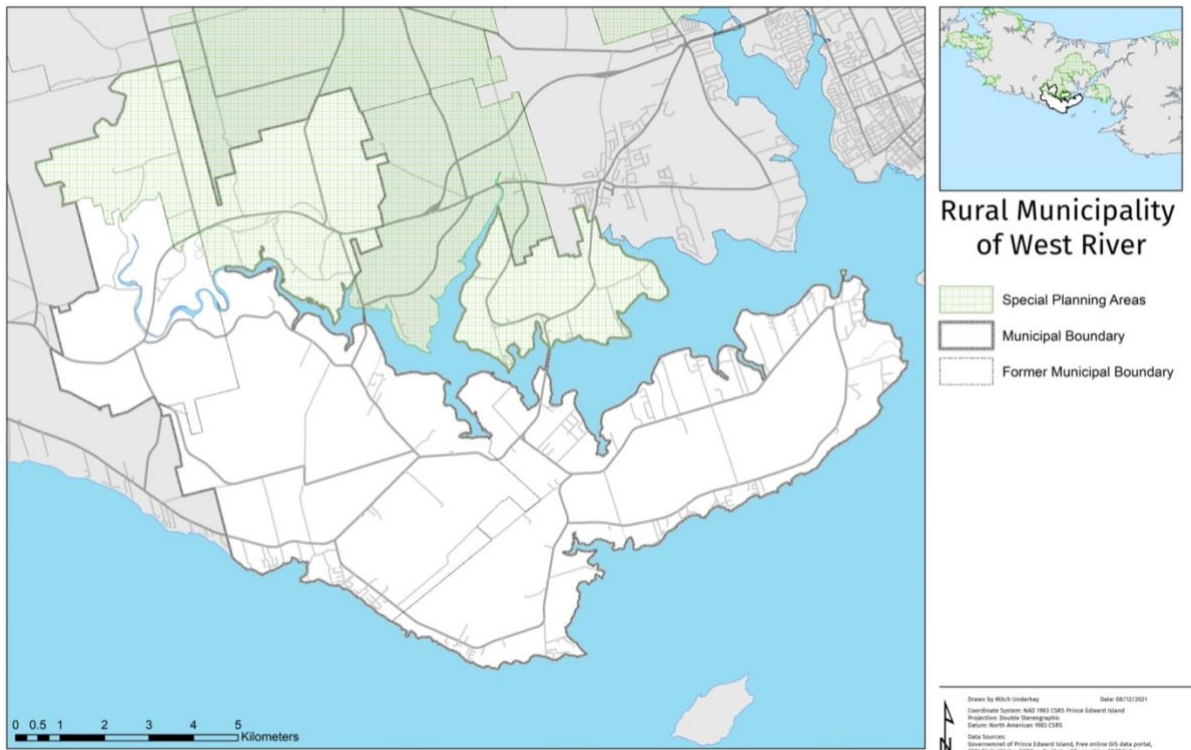 Rural Municipality
of West River
Special Planning Areas
Municipal Boundary
Former Municipal Boundary
0 0.5 1 2 3 4 5
Kilometers
Drawn by Mitch Underhay Date: 08/12/2021
Coordinate System: NAD 1983 CSRS Prince Edward Island
Projection: Double Stereographic
Datum: North American 1983 CSRS
Data Sources:
Governemnet of Prince Edward Island, Free online GIS data portal,
N